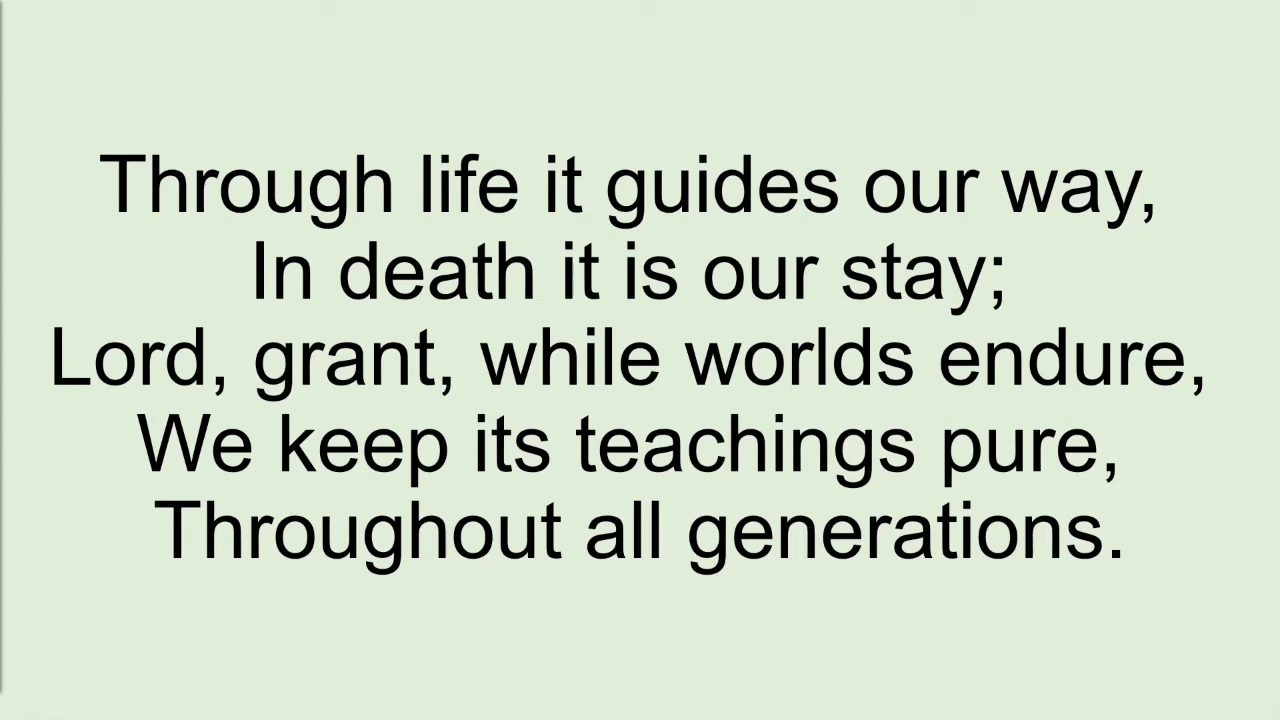 Through life it guides our way,
In death it is our stay;
Lord, grant, while worlds endure,
We keep its teachings pure,
Throughout all generations.